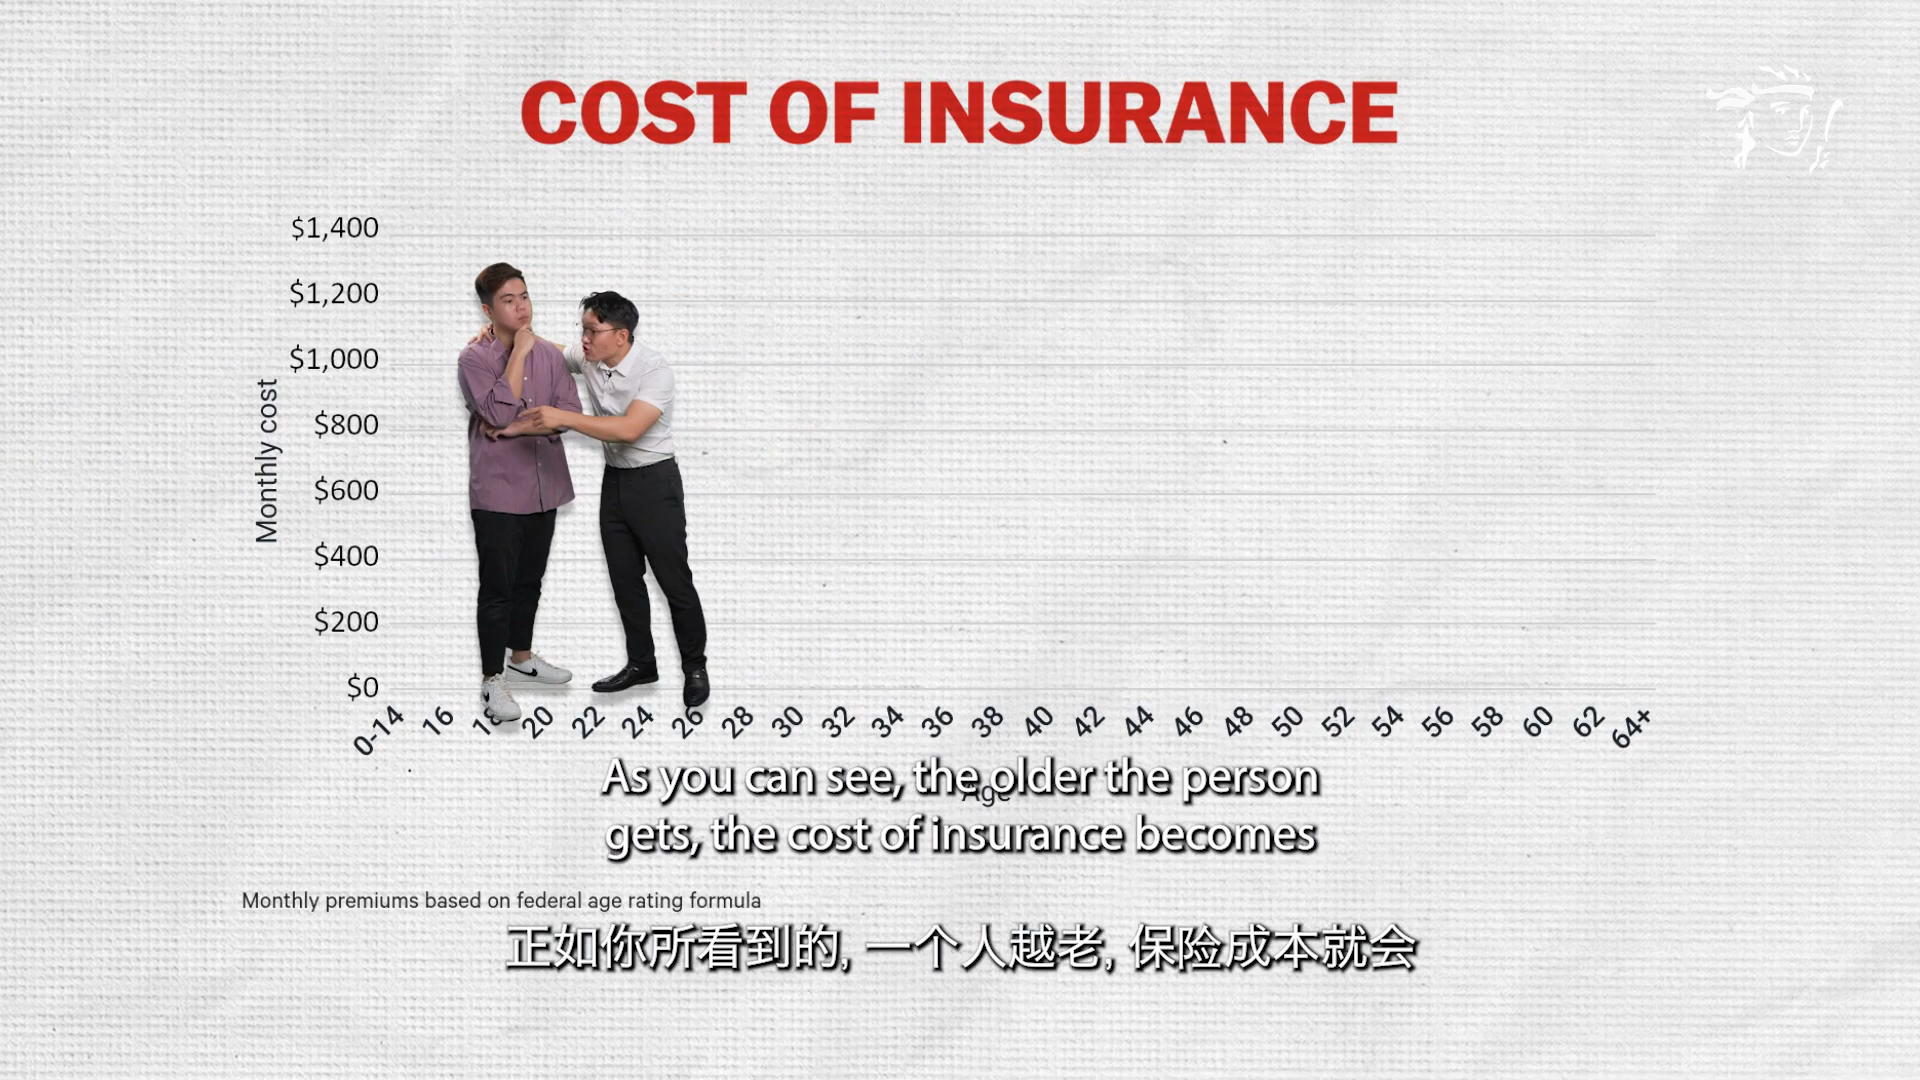 COST OF INSURANCE
$1,400
$1,200
$1,000
$800
$600
$400
$200
$0
Monthly cost
0-14 16 18 20 22 24 26 28 30 32 34 36 38 40 42 44 46 48 50 52 54 56 58 60 62 64+
Age
As you can see, the older the person
gets, the cost of insurance becomes
Monthly premiums based on federal age rating formula
正如你所看到的, 一个人越老, 保险成本就会